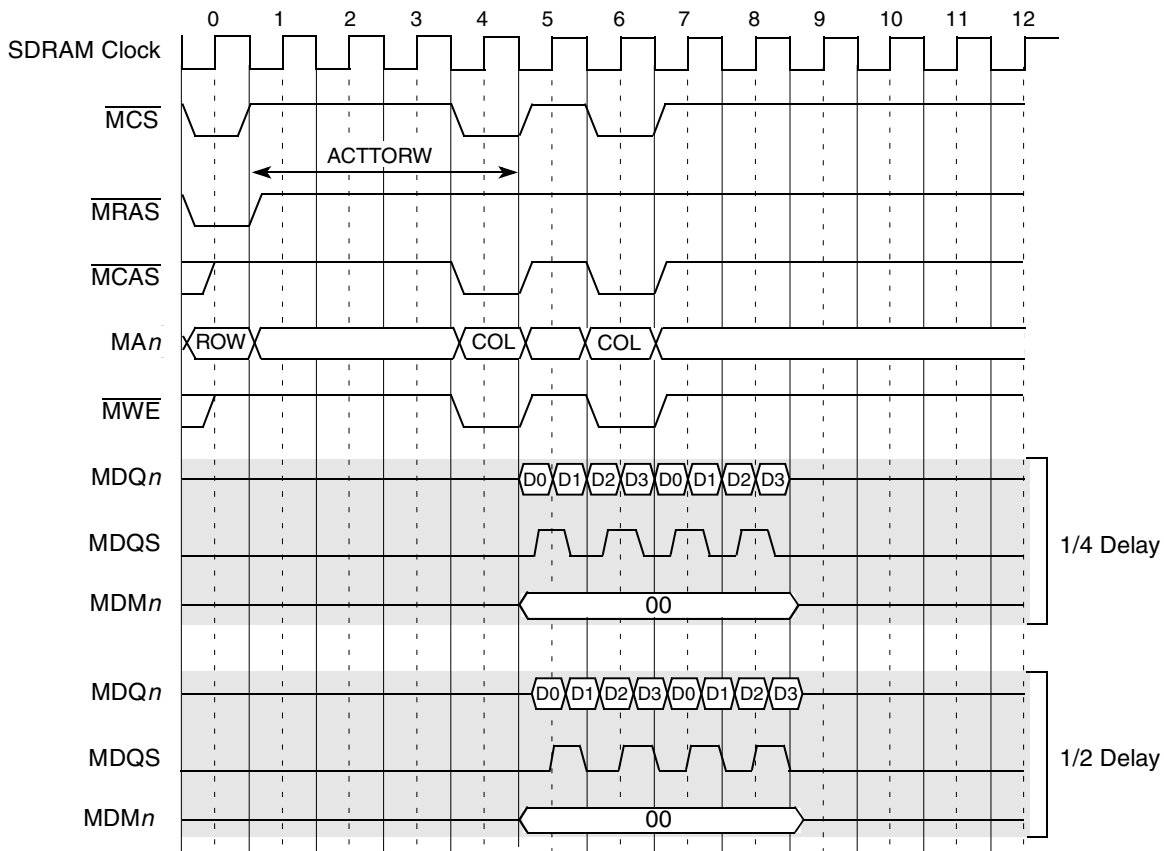 0 1 2 3 4 5 6 7 8 9 10 11 12
SDRAM Clock
MCS
ACTTORW
MRAS
MCAS
MAn ROW COL COL
MWE
MDQn D0 D1 D2 D3 D0 D1 D2 D3
MDQS
1/4 Delay
MDMn 00
MDQn D0 D1 D2 D3 D0 D1 D2 D3
MDQS
1/2 Delay
MDMn 00